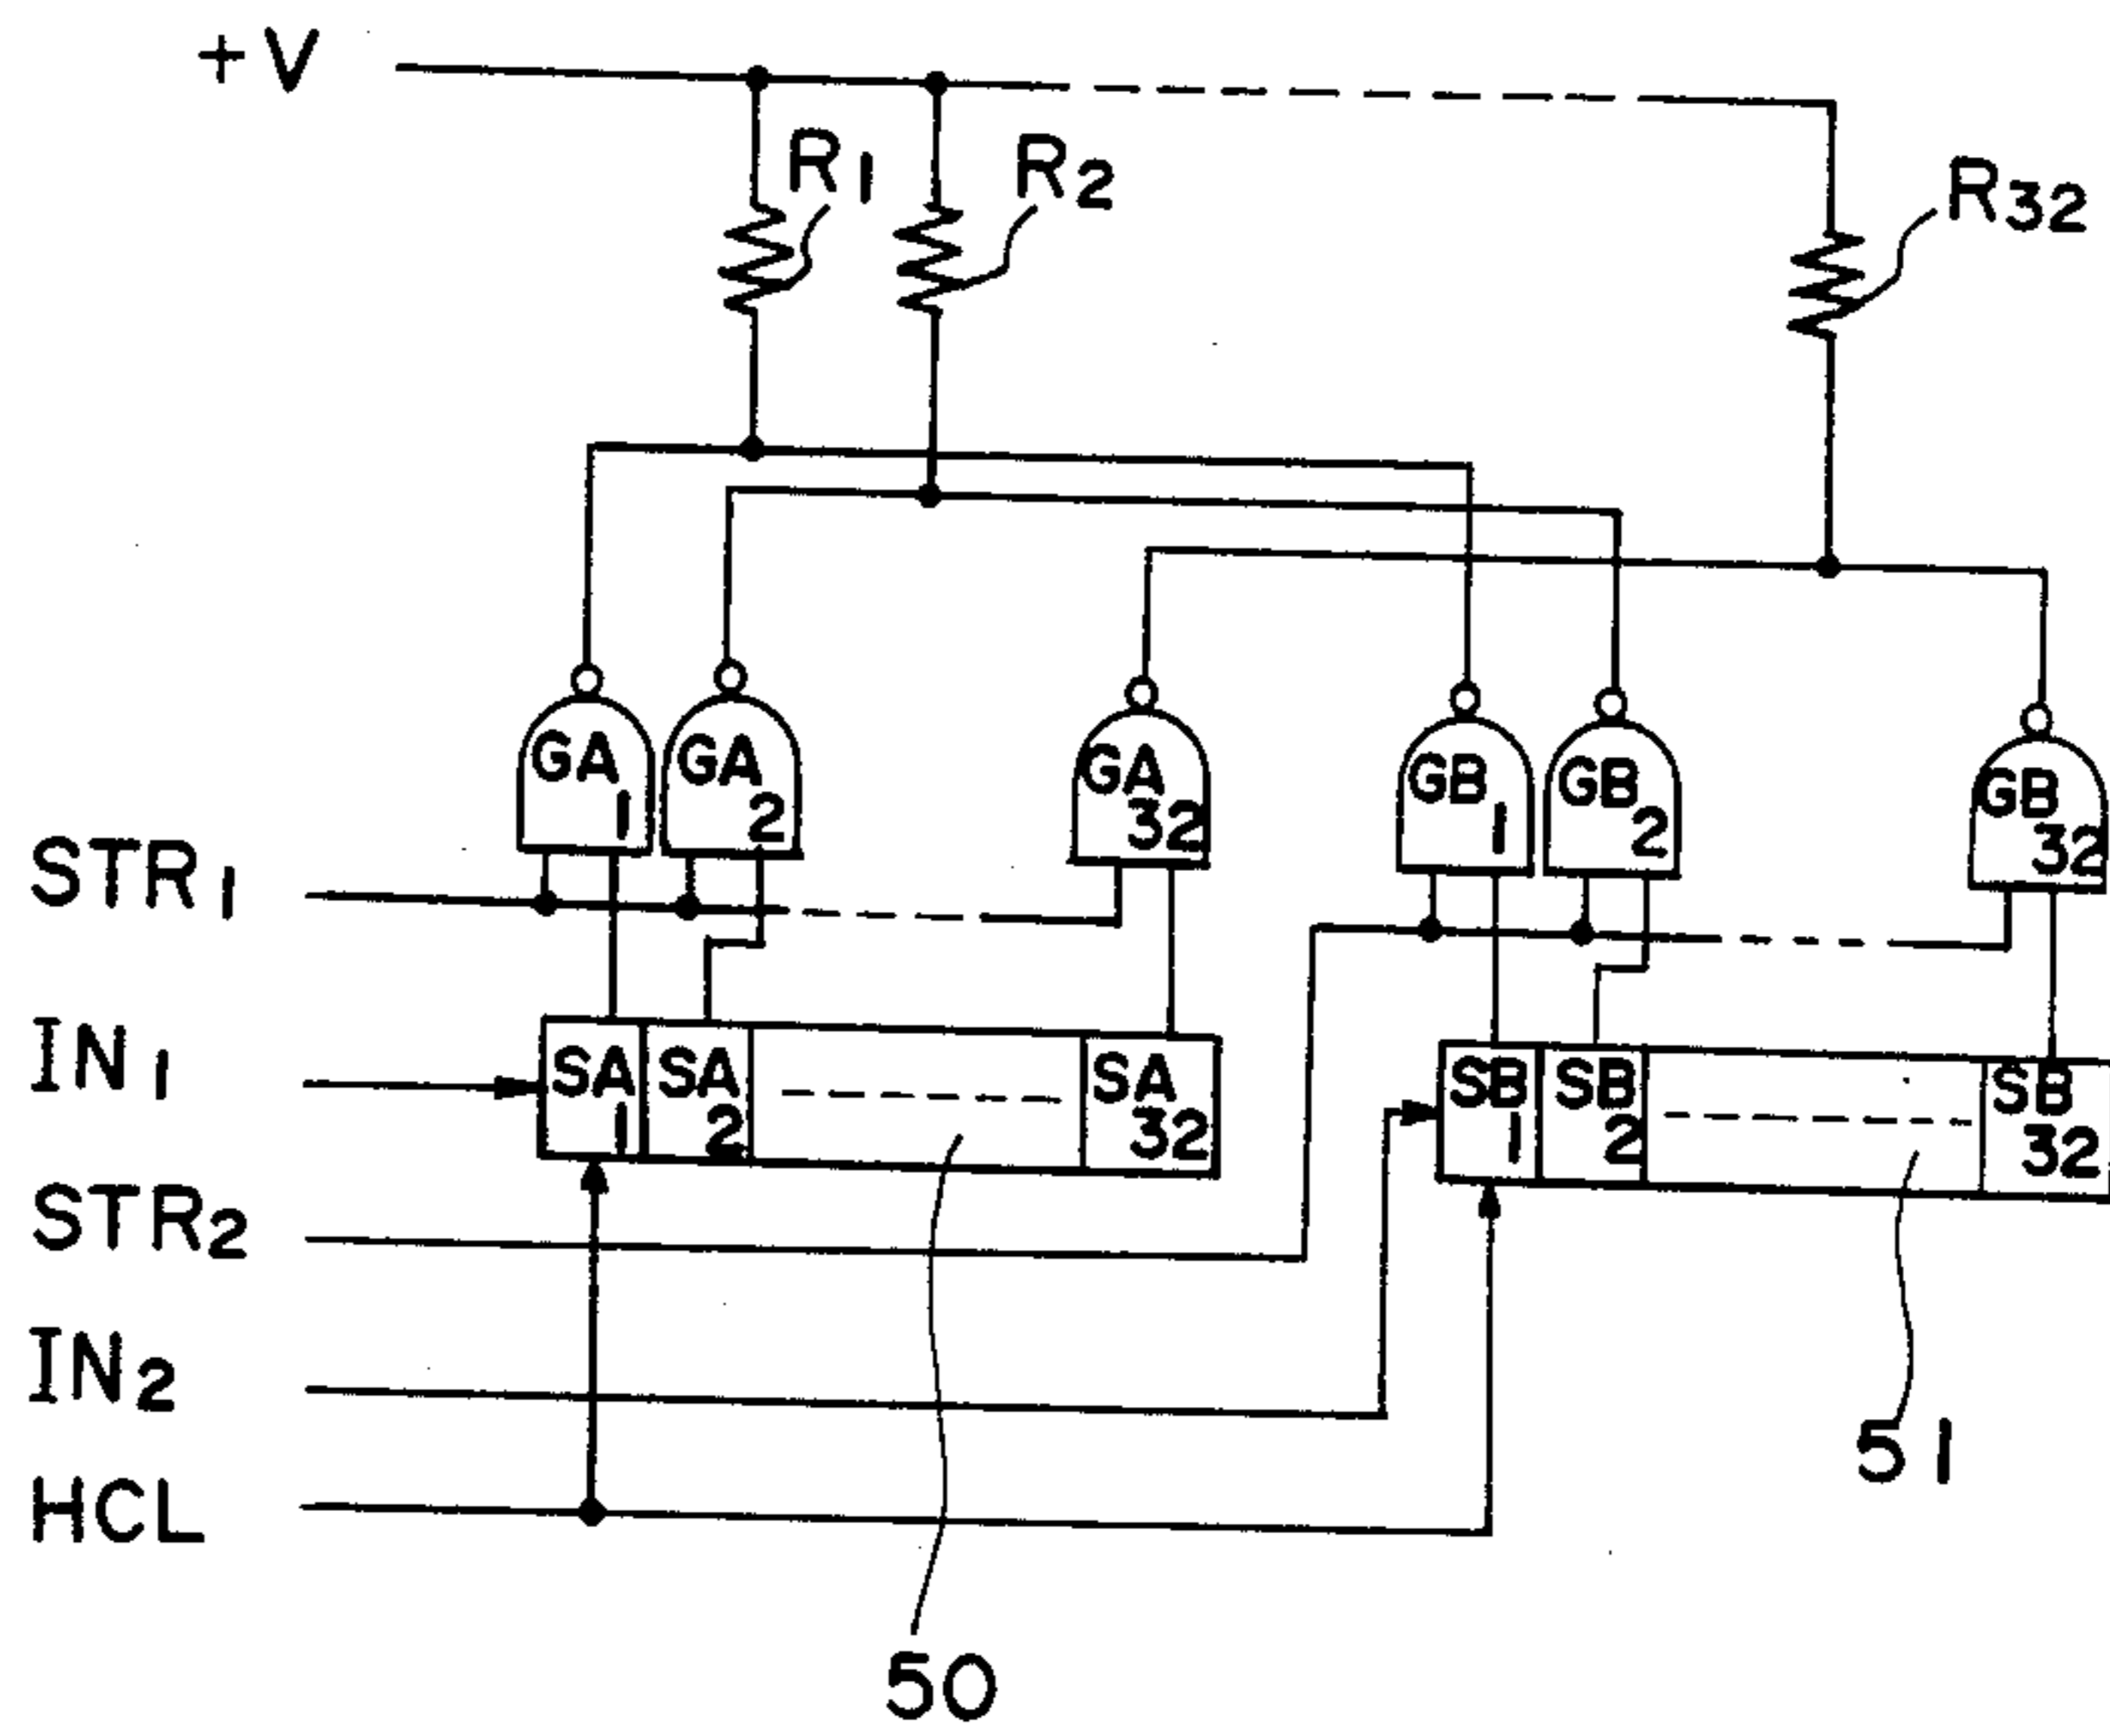 +V
R1
R2
R32
GA1
GA2
GA32
GB1
GB2
GB32
STR1
IN1
SA1
SA2
SA32
SB1
SB2
SB32
STR2
IN2
HCL
51
50